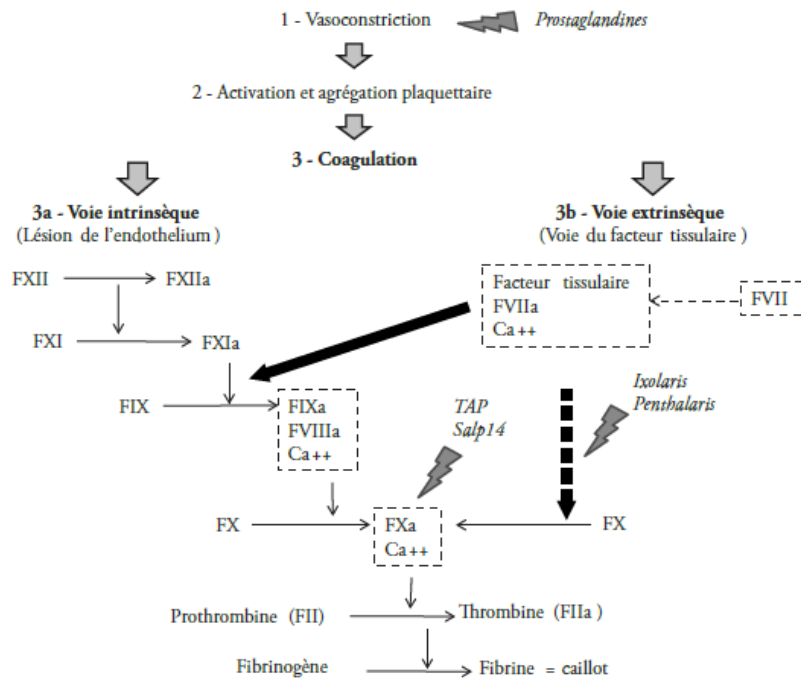 1 - Vasoconstriction
Prostaglandines
2 - Activation et agrégation plaquettaire
3 - Coagulation
3a - Voie intrinsèque
(Lésion de l'endothelium )
3b - Voie extrinsèque
(Voie du facteur tissulaire )
FXII
FXIIa
Facteur tissulaire
FVIIa
Ca ++
FVII
FXI
FXIa
FIX
FIXa
FVIIIa
Ca ++
TAP
Salp14
Ixolaris
Penthalaris
FX
FXa
Ca ++
FX
Prothrombine (FII)
Thrombine (FIIa )
Fibrinogène
Fibrine = caillot